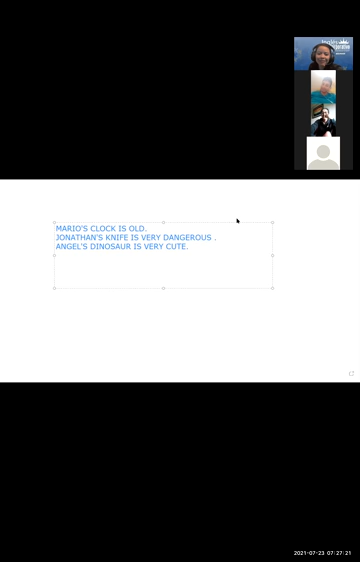 MARIO'S CLOCK IS OLD.
JONATHAN'S KNIFE IS VERY DANGEROUS .
ANGEL'S DINOSAUR IS VERY CUTE.
2021-07-23 07:27:21